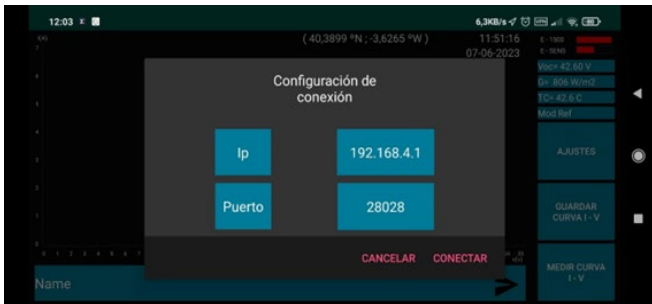 12:03
6,3KB/s
( 40,3899 ºN ; -3,6265 ºW )
11:51:16
07-06-2023
E - 1500
E - SENS
Voc= 42.60 V
G= 806 W/m2
TC= 42.6 C
Mod Ref
Configuración de
conexión
Ip
192.168.4.1
Puerto
28028
CANCELAR
CONECTAR
AJUSTES
GUARDAR
CURVA I - V
MEDIR CURVA
I - V
Name